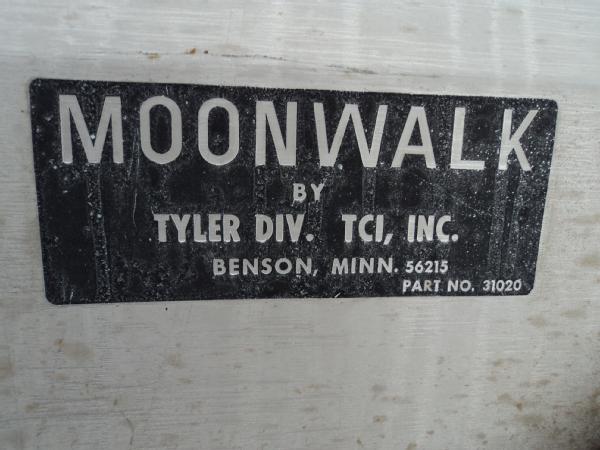 MOONWALK
BY
TYLER DIV. TCI, INC.
BENSON, MINN. 56215
PART NO. 31020